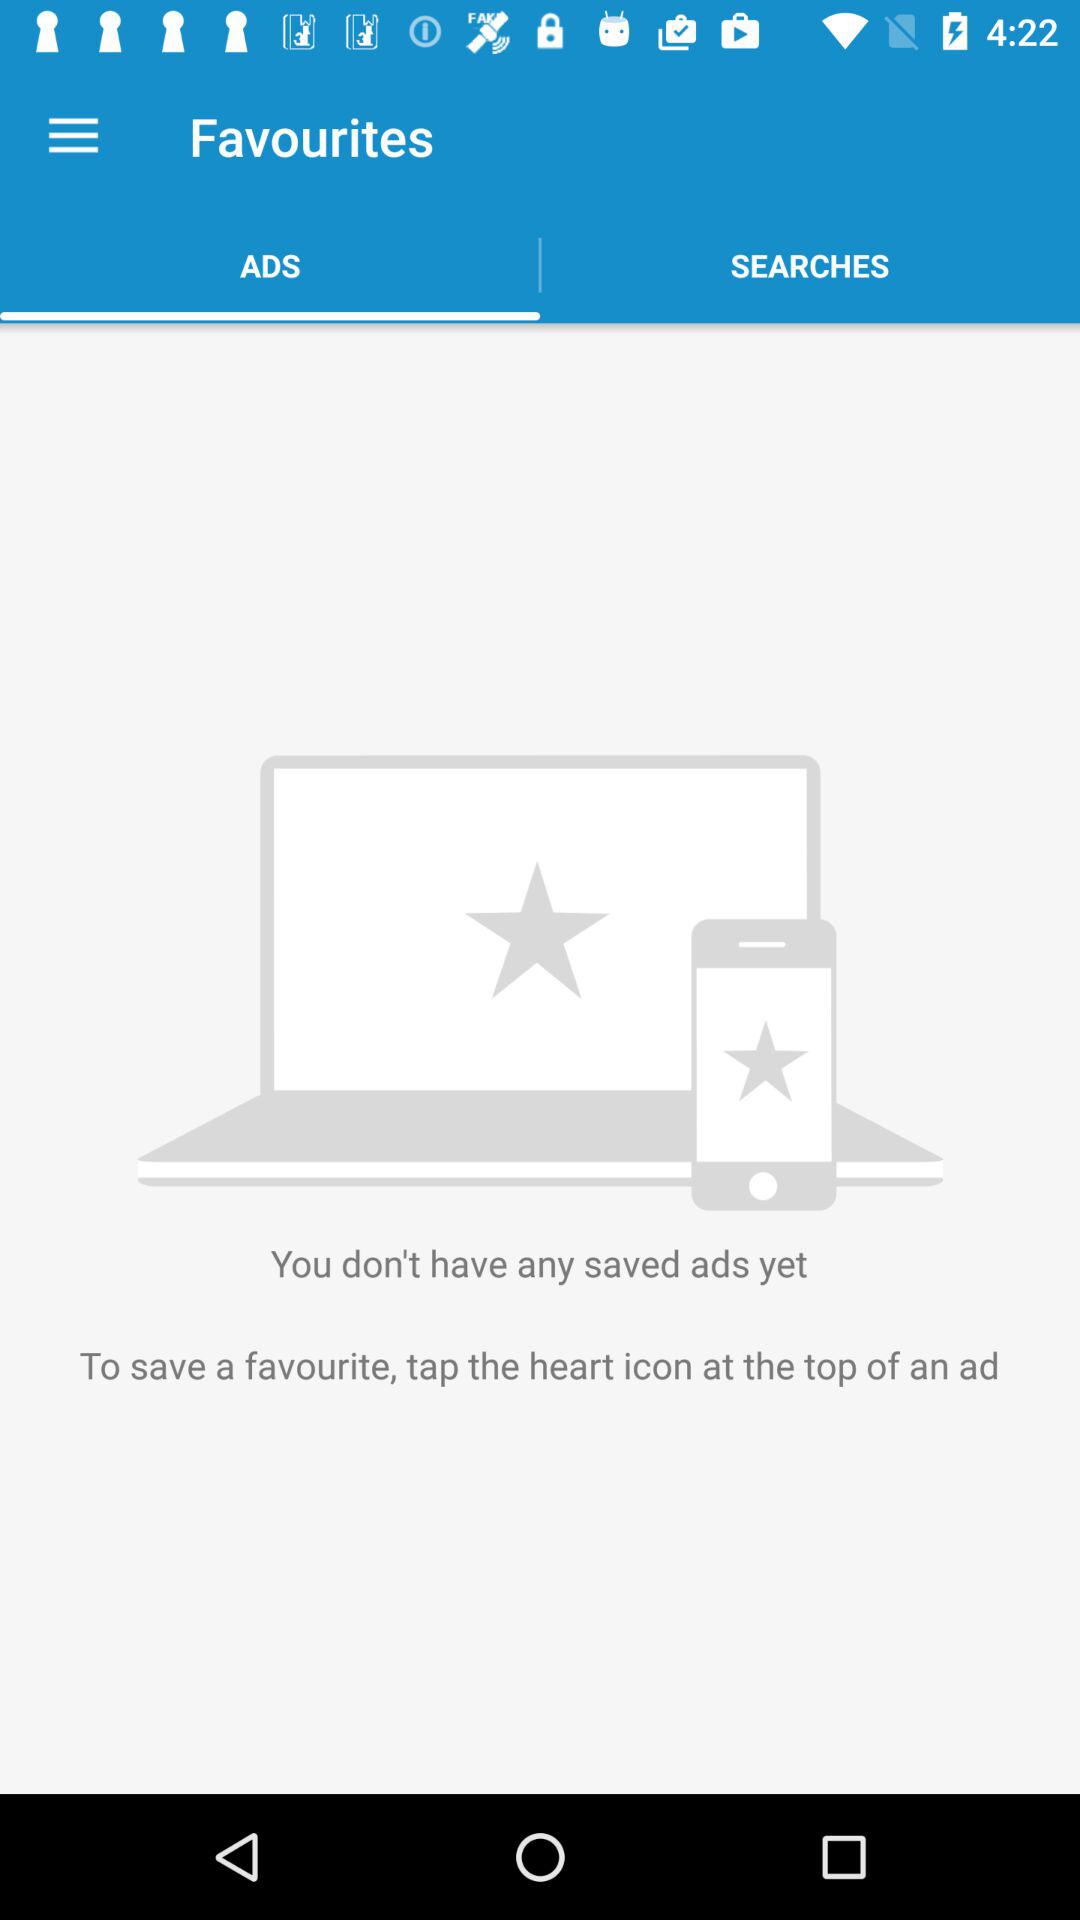 FAKE
4:22
Favourites
ADS
SEARCHES
You don't have any saved ads yet
To save a favourite, tap the heart icon at the top of an ad